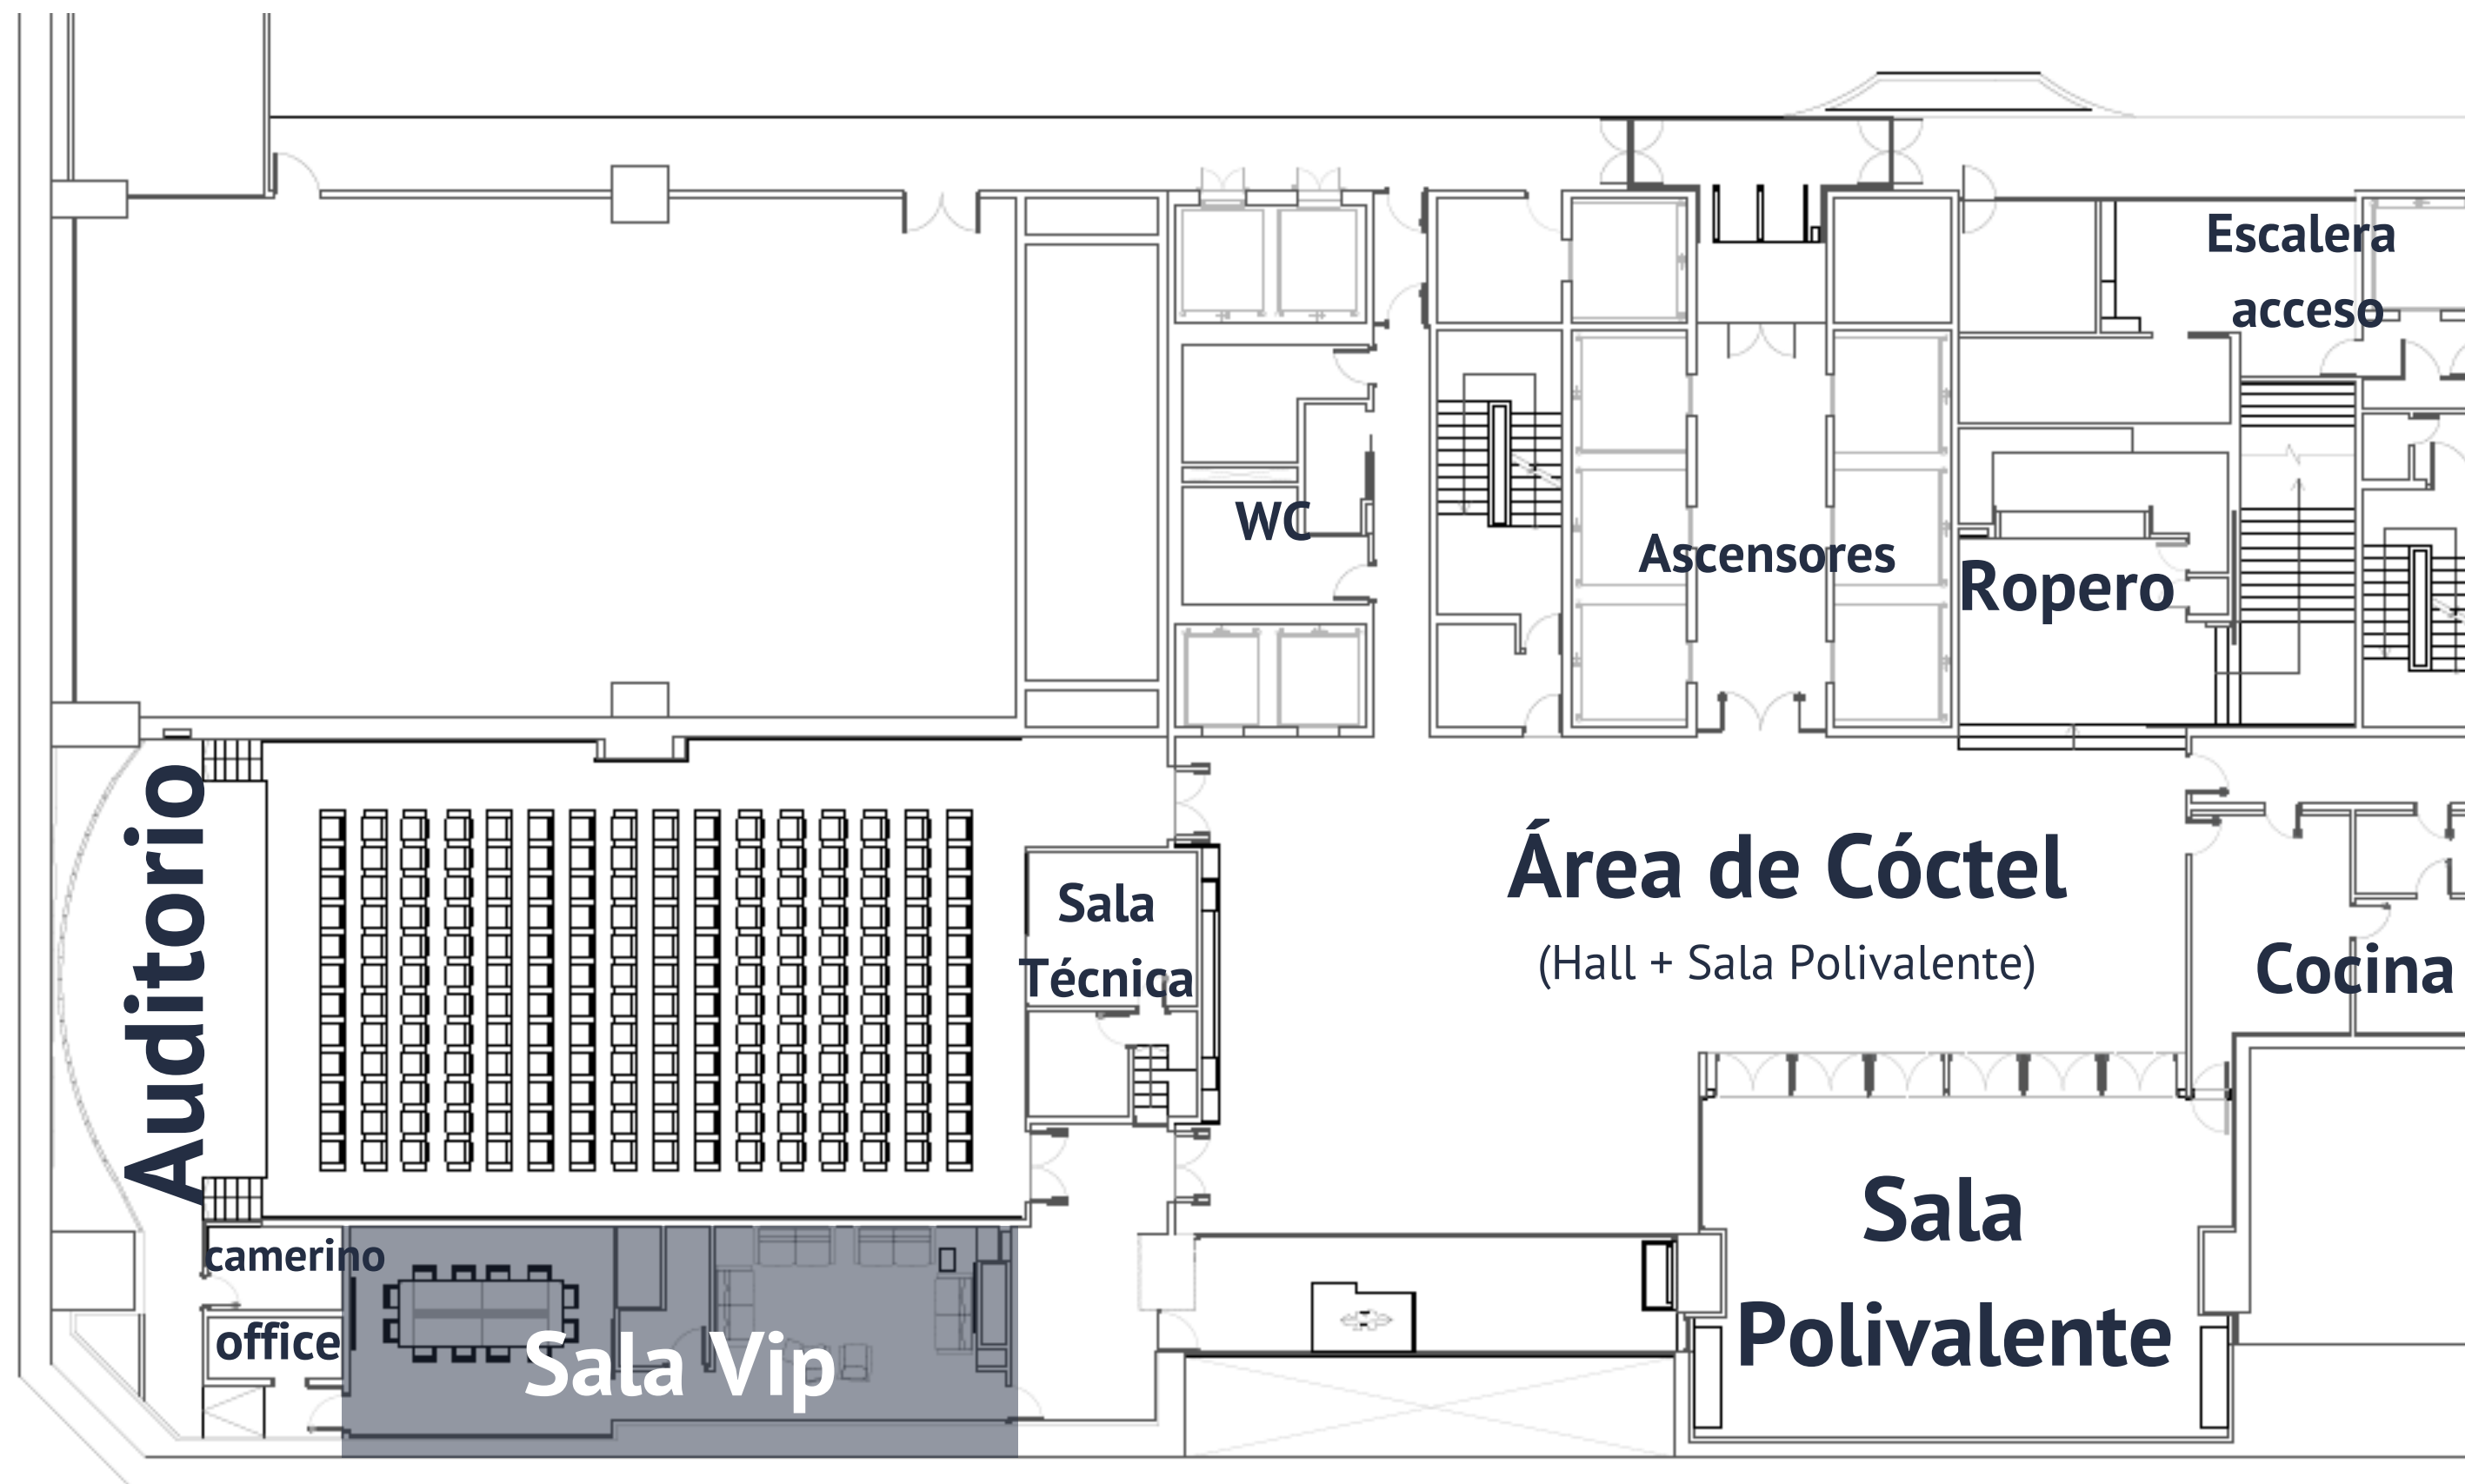 Escalera
acceso
WC
Ascensores
Ropero
Auditorio
Sala
Técnica
Área de Cóctel
(Hall + Sala Polivalente)
Cocina
camerino
office
Sala Vip
Sala
Polivalente